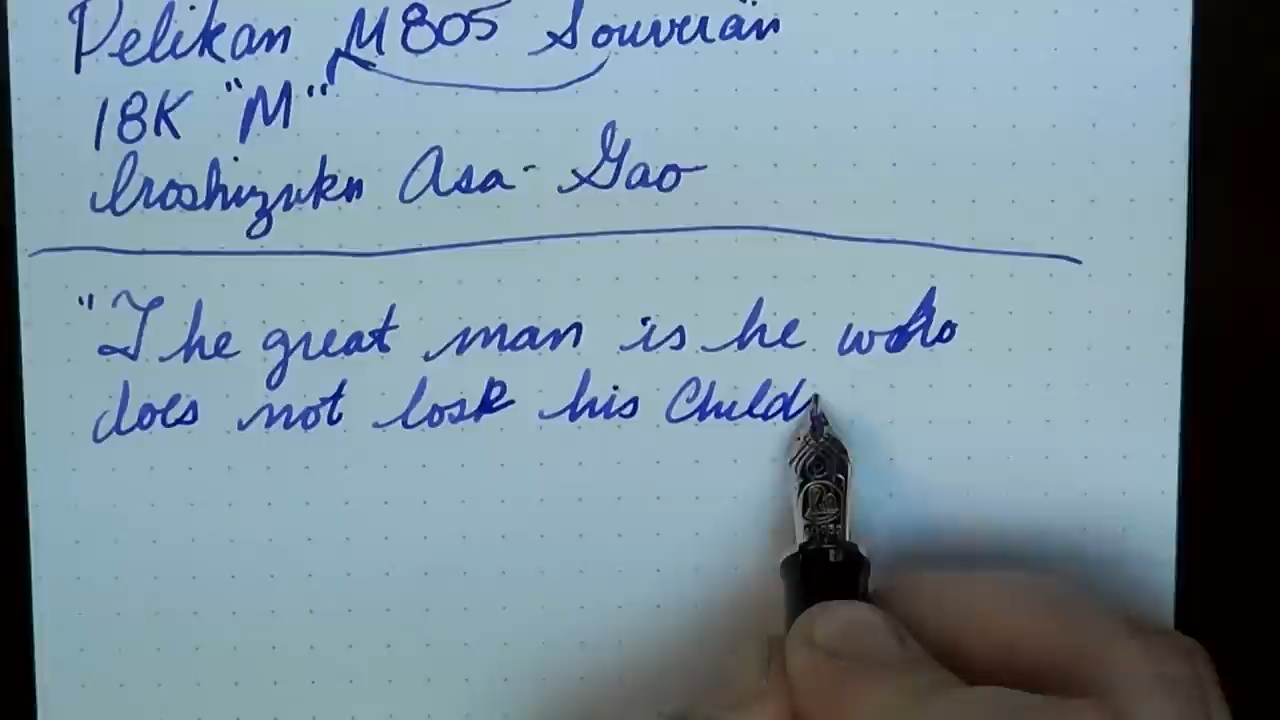 Pelikan M805 Souverän
18K "M"
Iroshizuku Asa-Gao
"The great man is he who
does not lose his Child